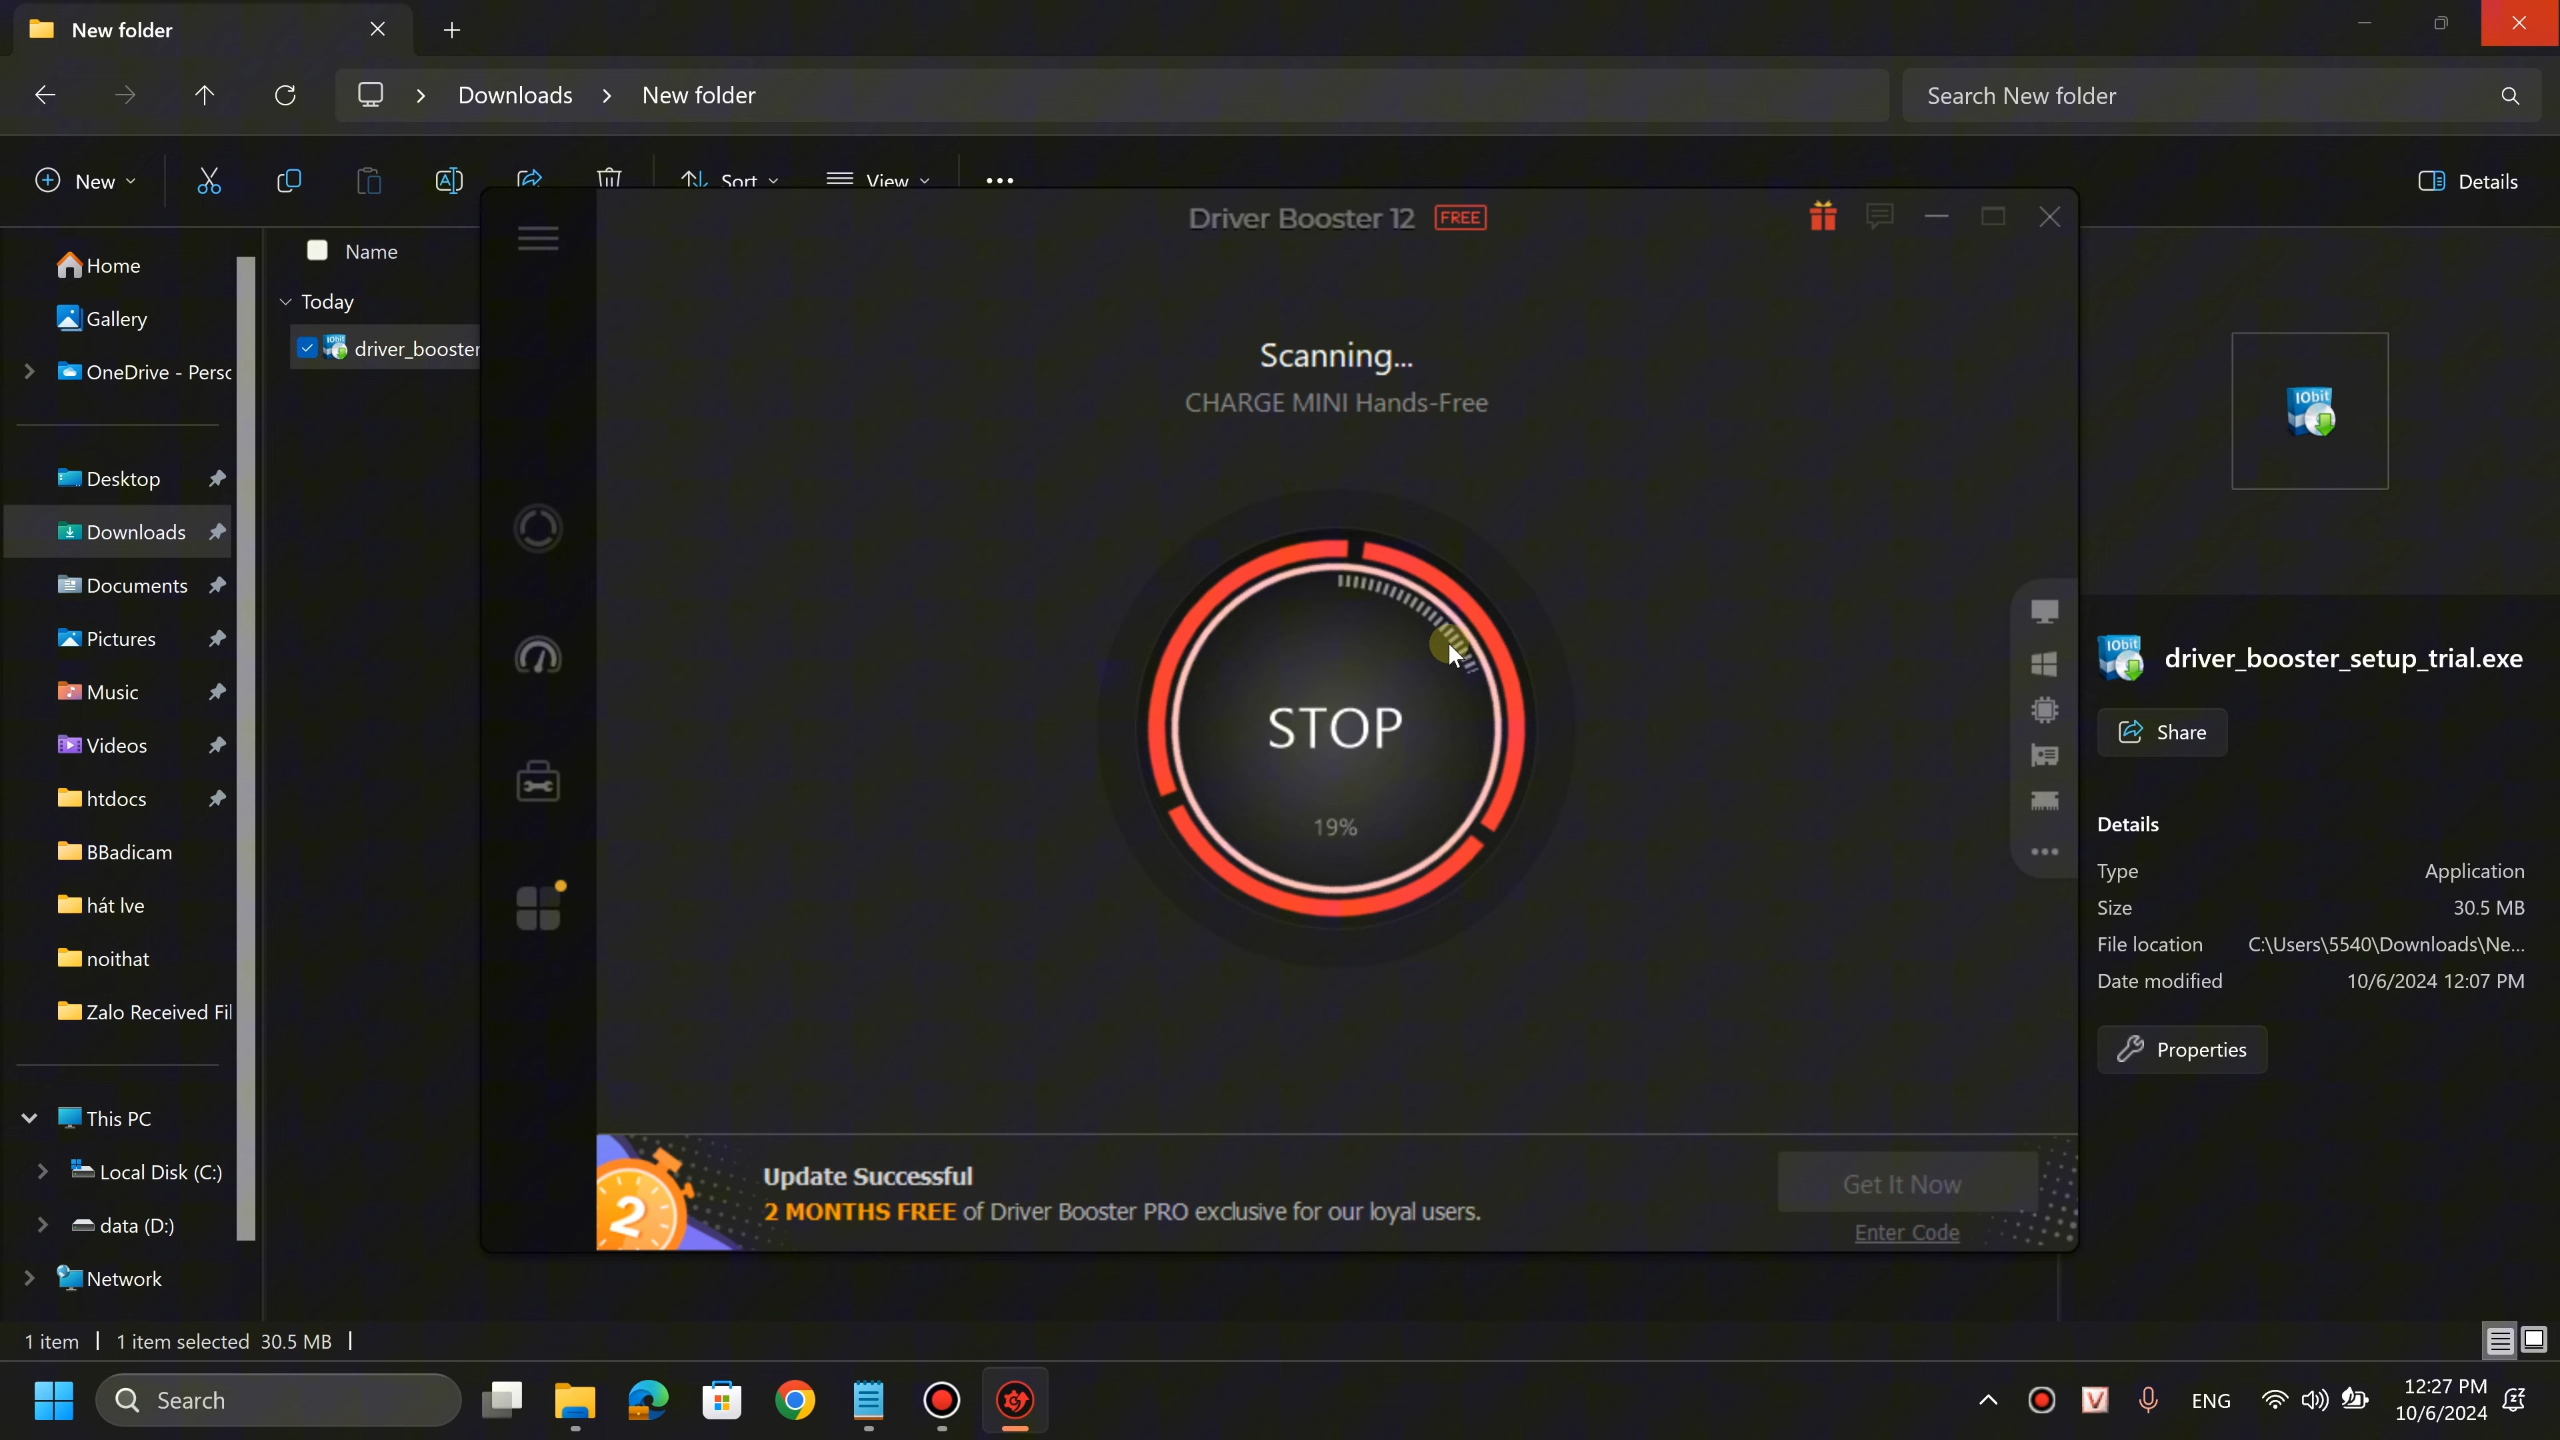 New folder
Downloads > New folder
Search New folder
New
Sort
View
Details
Home
Gallery
OneDrive - Persc
Desktop
Downloads
Documents
Pictures
Music
Videos
htdocs
BBadicam
hát lve
noithat
Zalo Received Fil
This PC
Local Disk (C:)
data (D:)
Network
Name
Today
driver_booster
Driver Booster 12 FREE
Scanning...
CHARGE MINI Hands-Free
STOP
19%
2
Update Successful
2 MONTHS FREE of Driver Booster PRO exclusive for our loyal users.
Get It Now
Enter Code
IObit
IObit
driver_booster_setup_trial.exe
Share
Details
Type Application
Size 30.5 MB
File location C:\Users\5540\Downloads\Ne...
Date modified 10/6/2024 12:07 PM
Properties
1 item | 1 item selected 30.5 MB |
Search
V
ENG
12:27 PM
10/6/2024